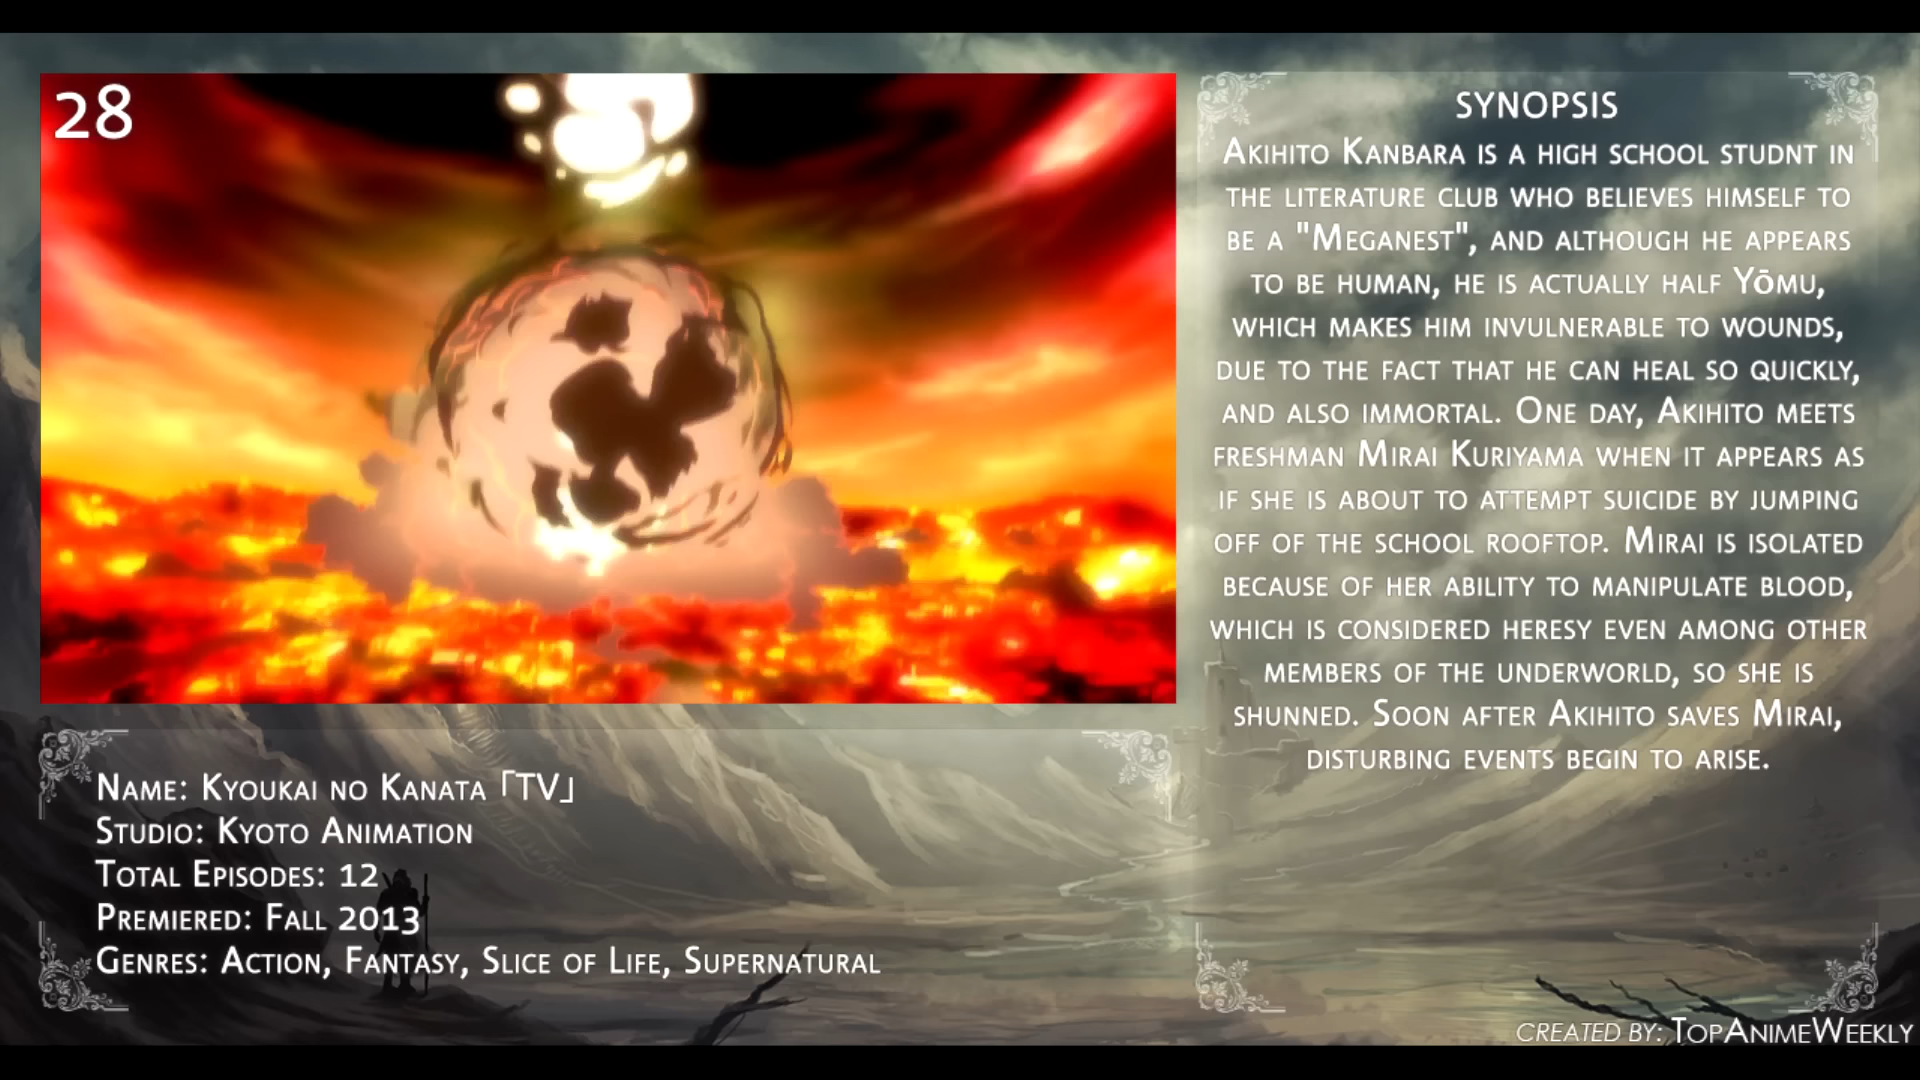 28
SYNOPSIS
Akihito Kanbara is a high school studnt in
the literature club who believes himself to
be a "Meganest", and although he appears
to be human, he is actually half Yōmu,
which makes him invulnerable to wounds,
due to the fact that he can heal so quickly,
and also immortal. One day, Akihito meets
freshman Mirai Kuriyama when it appears as
if she is about to attempt suicide by jumping
off of the school rooftop. Mirai is isolated
because of her ability to manipulate blood,
which is considered heresy even among other
members of the underworld, so she is
shunned. Soon after Akihito saves Mirai,
disturbing events begin to arise.
Name: Kyoukai no Kanata「TV」
Studio: Kyoto Animation
Total Episodes: 12
Premiered: Fall 2013
Genres: Action, Fantasy, Slice of Life, Supernatural
CREATED BY: TopAnimeWeekly